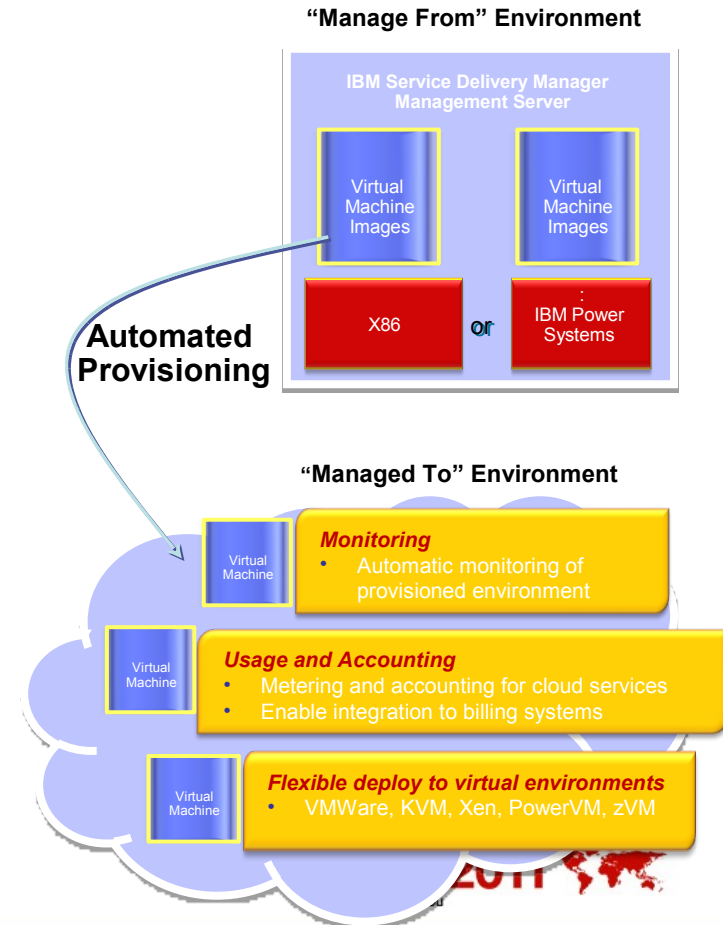 “Manage From” Environment
IBM Service Delivery Manager
Management Server
Virtual
Machine
Images
Virtual
Machine
Images
X86
or
:
IBM Power
Systems
Automated
Provisioning
“Managed To” Environment
Virtual
Machine
Monitoring
• Automatic monitoring of
provisioned environment
Virtual
Machine
Usage and Accounting
• Metering and accounting for cloud services
• Enable integration to billing systems
Virtual
Machine
Flexible deploy to virtual environments
• VMWare, KVM, Xen, PowerVM, zVM
2011